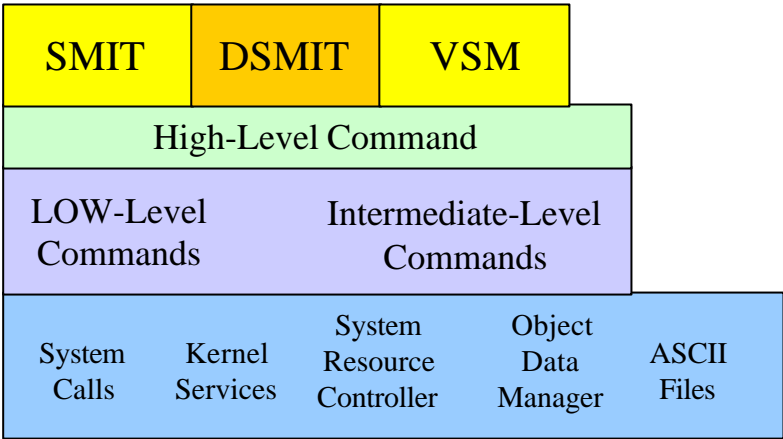 SMIT DSMIT VSM
High-Level Command
LOW-Level
Commands
Intermediate-Level
Commands
System
Calls
Kernel
Services
System
Resource
Controller
Object
Data
Manager
ASCII
Files